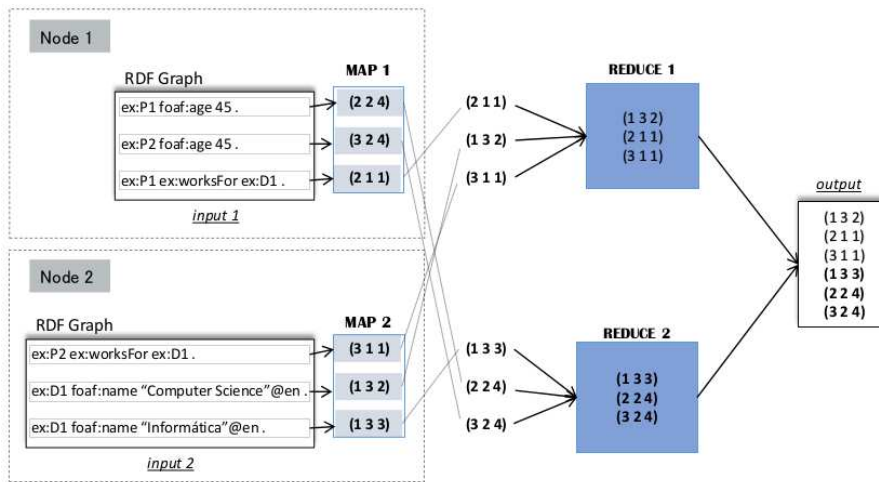 Node 1
RDF Graph
MAP 1
ex:P1 foaf:age 45 .
(2 2 4)
ex:P2 foaf:age 45 .
(3 2 4)
ex:P1 ex:worksFor ex:D1 .
(2 1 1)
input 1
Node 2
RDF Graph
MAP 2
ex:P2 ex:worksFor ex:D1 .
(3 1 1)
ex:D1 foaf:name “Computer Science”@en .
(1 3 2)
ex:D1 foaf:name “Informática”@en .
(1 3 3)
input 2
(2 1 1)
(1 3 2)
(3 1 1)
REDUCE 1
(1 3 2)
(2 1 1)
(3 1 1)
(1 3 3)
(2 2 4)
(3 2 4)
REDUCE 2
(1 3 3)
(2 2 4)
(3 2 4)
output
(1 3 2)
(2 1 1)
(3 1 1)
(1 3 3)
(2 2 4)
(3 2 4)